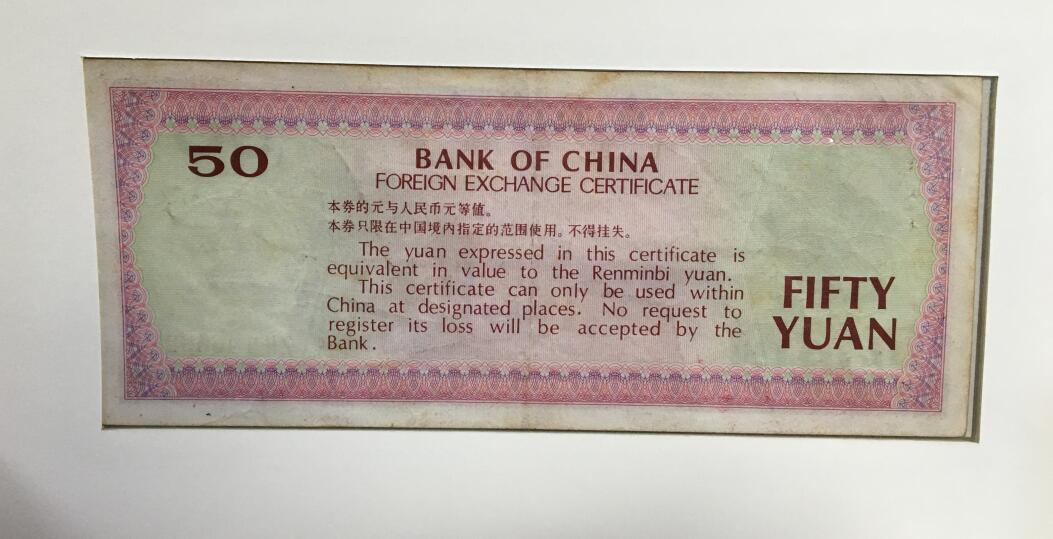 50
BANK OF CHINA
FOREIGN EXCHANGE CERTIFICATE
本券的元与人民币元等值。
本券只限在中国境内指定的范围使用。不得挂失。
The yuan expressed in this certificate is
equivalent in value to the Renminbi yuan.
This certificate can only be used within
China at designated places. No request to
register its loss will be accepted by the
Bank.
FIFTY
YUAN